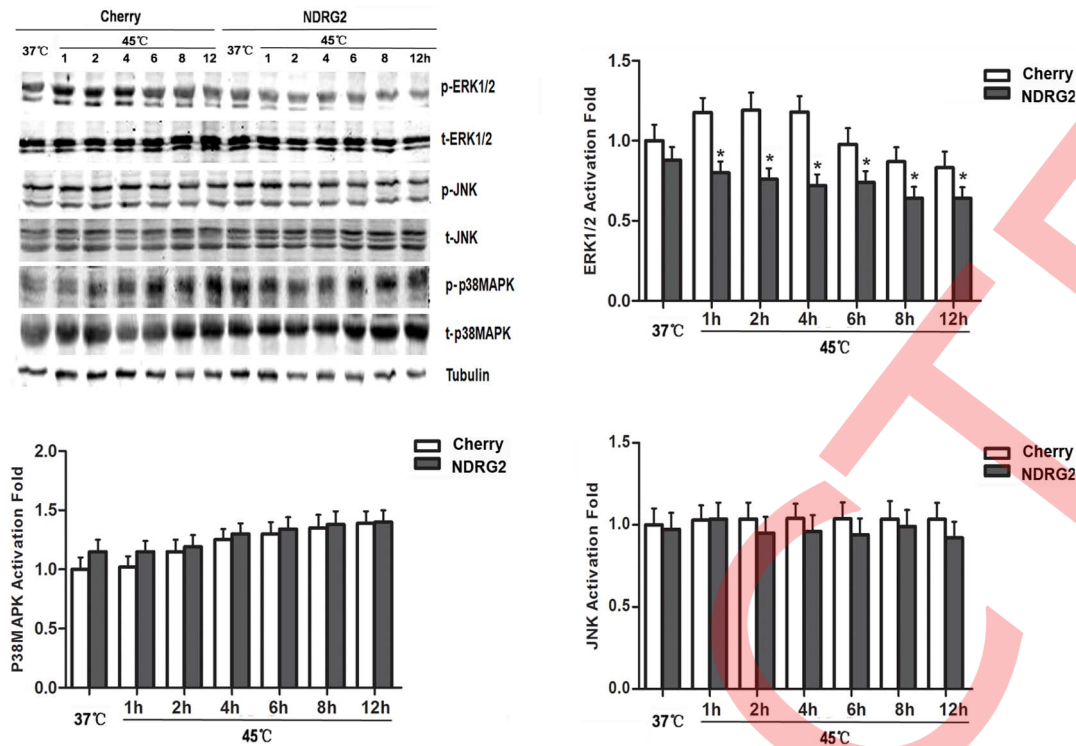 Cherry NDRG2
37℃ 45℃ 37℃ 45℃
1 2 4 6 8 12 1 2 4 6 8 12h
p-ERK1/2
t-ERK1/2
p-JNK
t-JNK
p-p38MAPK
t-p38MAPK
Tubulin
ERK1/2 Activation Fold
1.5
1.0
0.5
0.0
Cherry
NDRG2
* * * * * *
1h 2h 4h 6h 8h 12h
37℃
45℃
P38MAPK Activation Fold
2.0
1.5
1.0
0.5
0.0
Cherry
NDRG2
1h 2h 4h 6h 8h 12h
37℃
45℃
JNK Activation Fold
1.5
1.0
0.5
0.0
Cherry
NDRG2
1h 2h 4h 6h 8h 12h
37℃
45℃